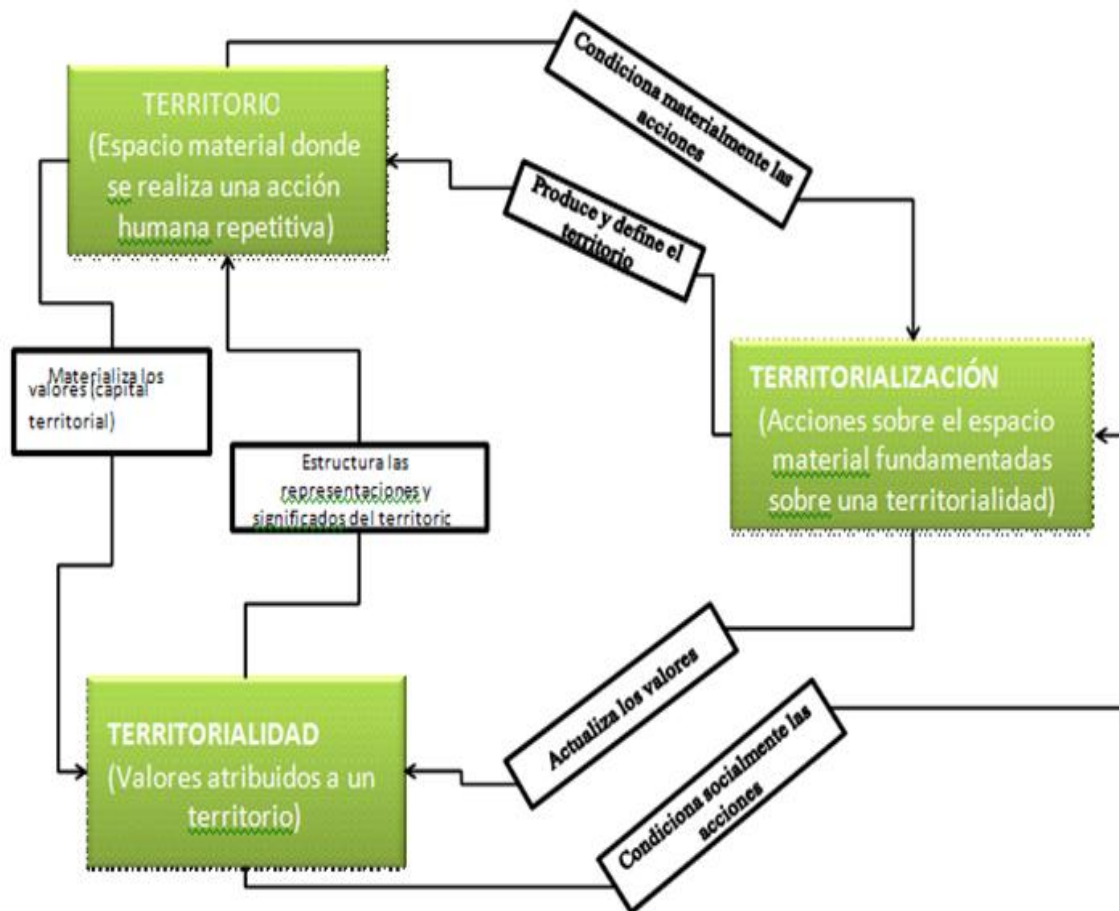 TERRITORIO
(Espacio material donde
se realiza una acción
humana repetitiva)
Condiciona materialmente las
acciones
Produce y define el
territorio
Materializa los
valores (capital
territorial)
Estructura las
representaciones y
significados del territoric
TERRITORIALIZACIÓN
(Acciones sobre el espacio
material fundamentadas
sobre una territorialidad)
TERRITORIALIDAD
(Valores atribuidos a un
territorio)
Actualiza los valores
Condiciona socialmente las
acciones